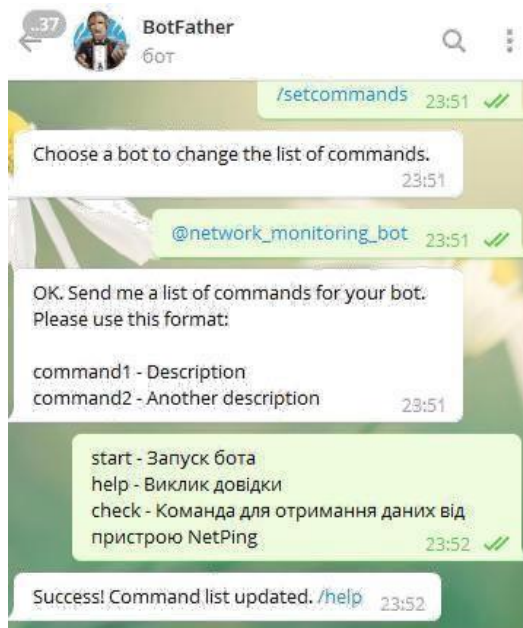 ..37
BotFather
бот
/setcommands 23:51
Choose a bot to change the list of commands.
23:51
@network_monitoring_bot 23:51
OK. Send me a list of commands for your bot.
Please use this format:
command1 - Description
command2 - Another description
23:51
start - Запуск бота
help - Виклик довідки
check - Команда для отримання даних від
пристрою NetPing
23:52
Success! Command list updated. /help 23:52